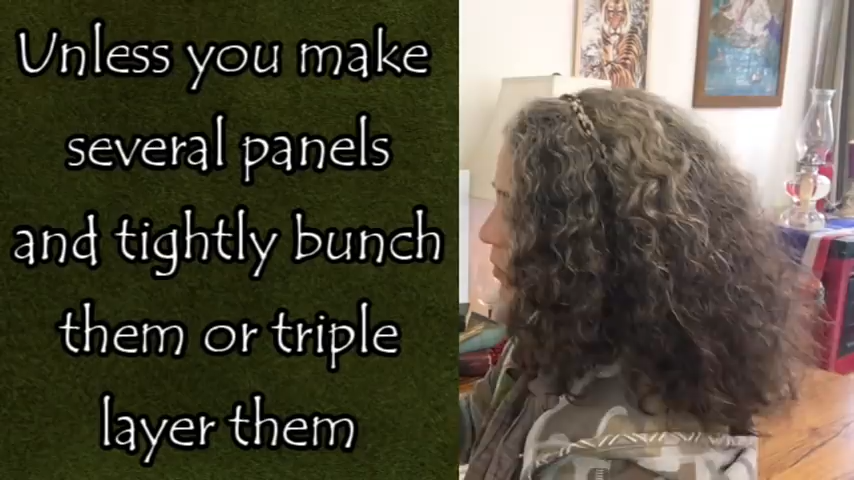 Unless you make
several panels
and tightly bunch
them or triple
layer them